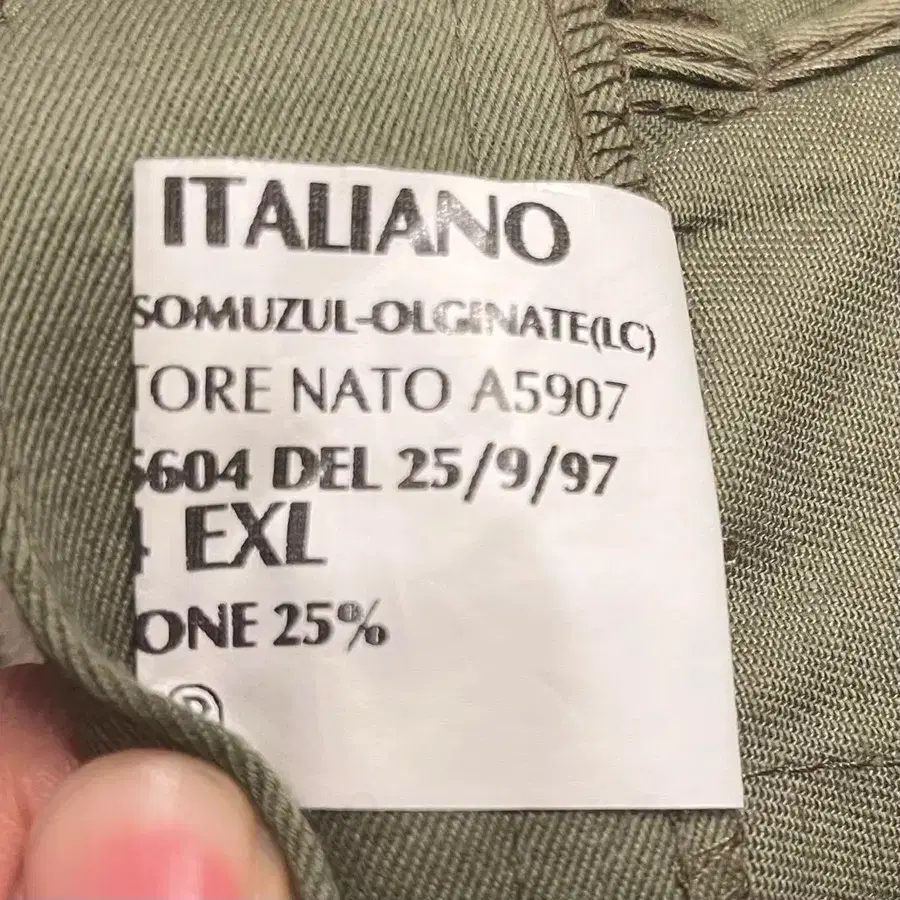 ITALIANO
SOMUZUL-OLGINATE(LC)
TORE NATO A5907
5604 DEL 25/9/97
4 EXL
ONE 25%
P